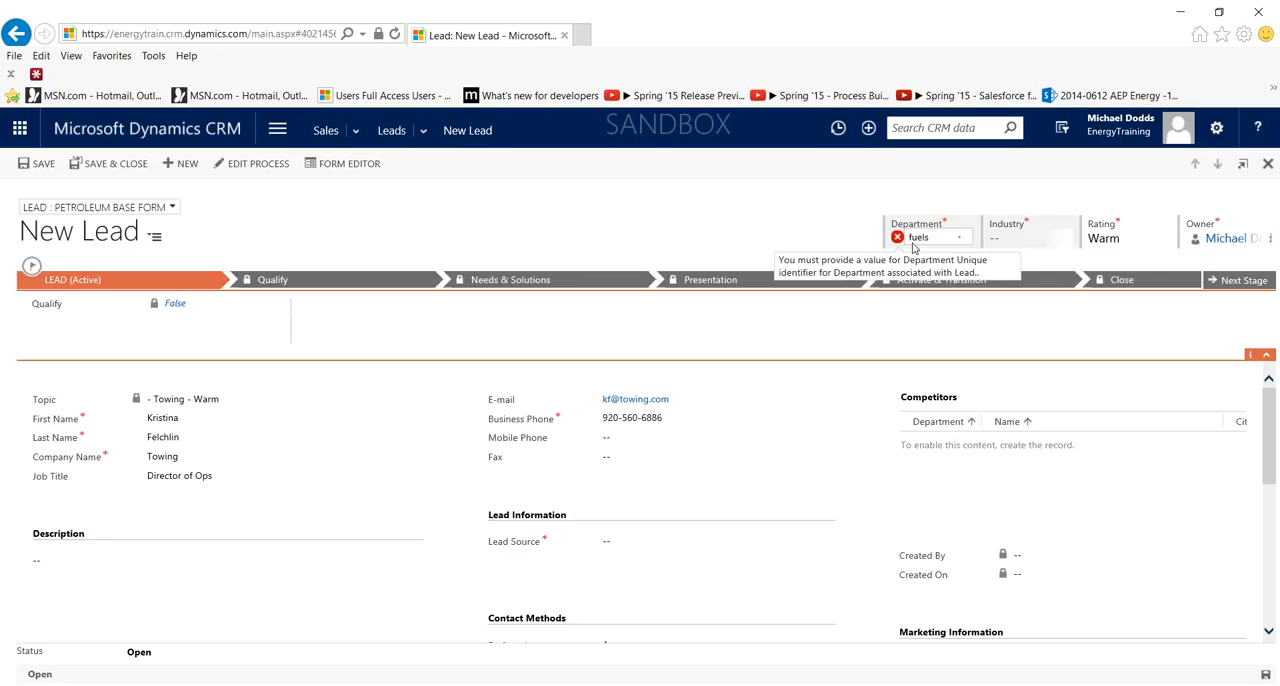 https://energytrain.crm.dynamics.com/main.aspx#4021456
Lead: New Lead - Microsoft...
File Edit View Favorites Tools Help
x
MSN.com - Hotmail, Outl... MSN.com - Hotmail, Outl... Users Full Access Users - ... What's new for developers ▶ Spring '15 Release Previ... ▶ Spring '15 - Process Bui... ▶ Spring '15 - Salesforce f... 2014-0612 AEP Energy -1... »
Microsoft Dynamics CRM Sales Leads New Lead SANDBOX Search CRM data Michael Dodds
EnergyTraining
?
SAVE SAVE & CLOSE + NEW EDIT PROCESS FORM EDITOR
LEAD : PETROLEUM BASE FORM
New Lead
Department* Industry* Rating* Owner*
fuels -- Warm Michael Dodd
You must provide a value for Department Unique
identifier for Department associated with Lead..
LEAD (Active) Qualify Needs & Solutions Presentation Activate & Transition Close → Next Stage
Qualify False
Topic - Towing - Warm
First Name* Kristina
Last Name* Felchlin
Company Name* Towing
Job Title Director of Ops
Description
--
E-mail kf@towing.com
Business Phone* 920-560-6886
Mobile Phone --
Fax --
Lead Information
Lead Source* --
Contact Methods
Competitors
Department ↑ Name ↑ Cit
To enable this content, create the record.
Created By --
Created On --
Marketing Information
Status Open
Open